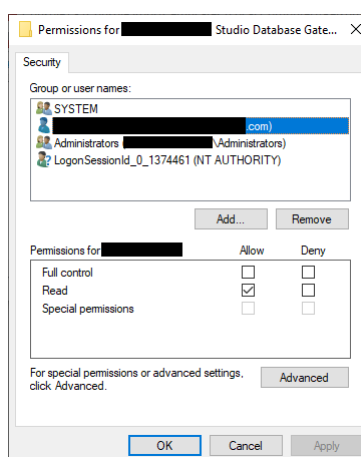 Permissions for Studio Database Gate...
Security
Group or user names:
SYSTEM
.com)
Administrators ( \Administrators)
LogonSessionId_0_1374461 (NT AUTHORITY)
Add... Remove
Permissions for Allow Deny
Full control
Read
Special permissions
For special permissions or advanced settings, click Advanced.
Advanced
OK Cancel Apply